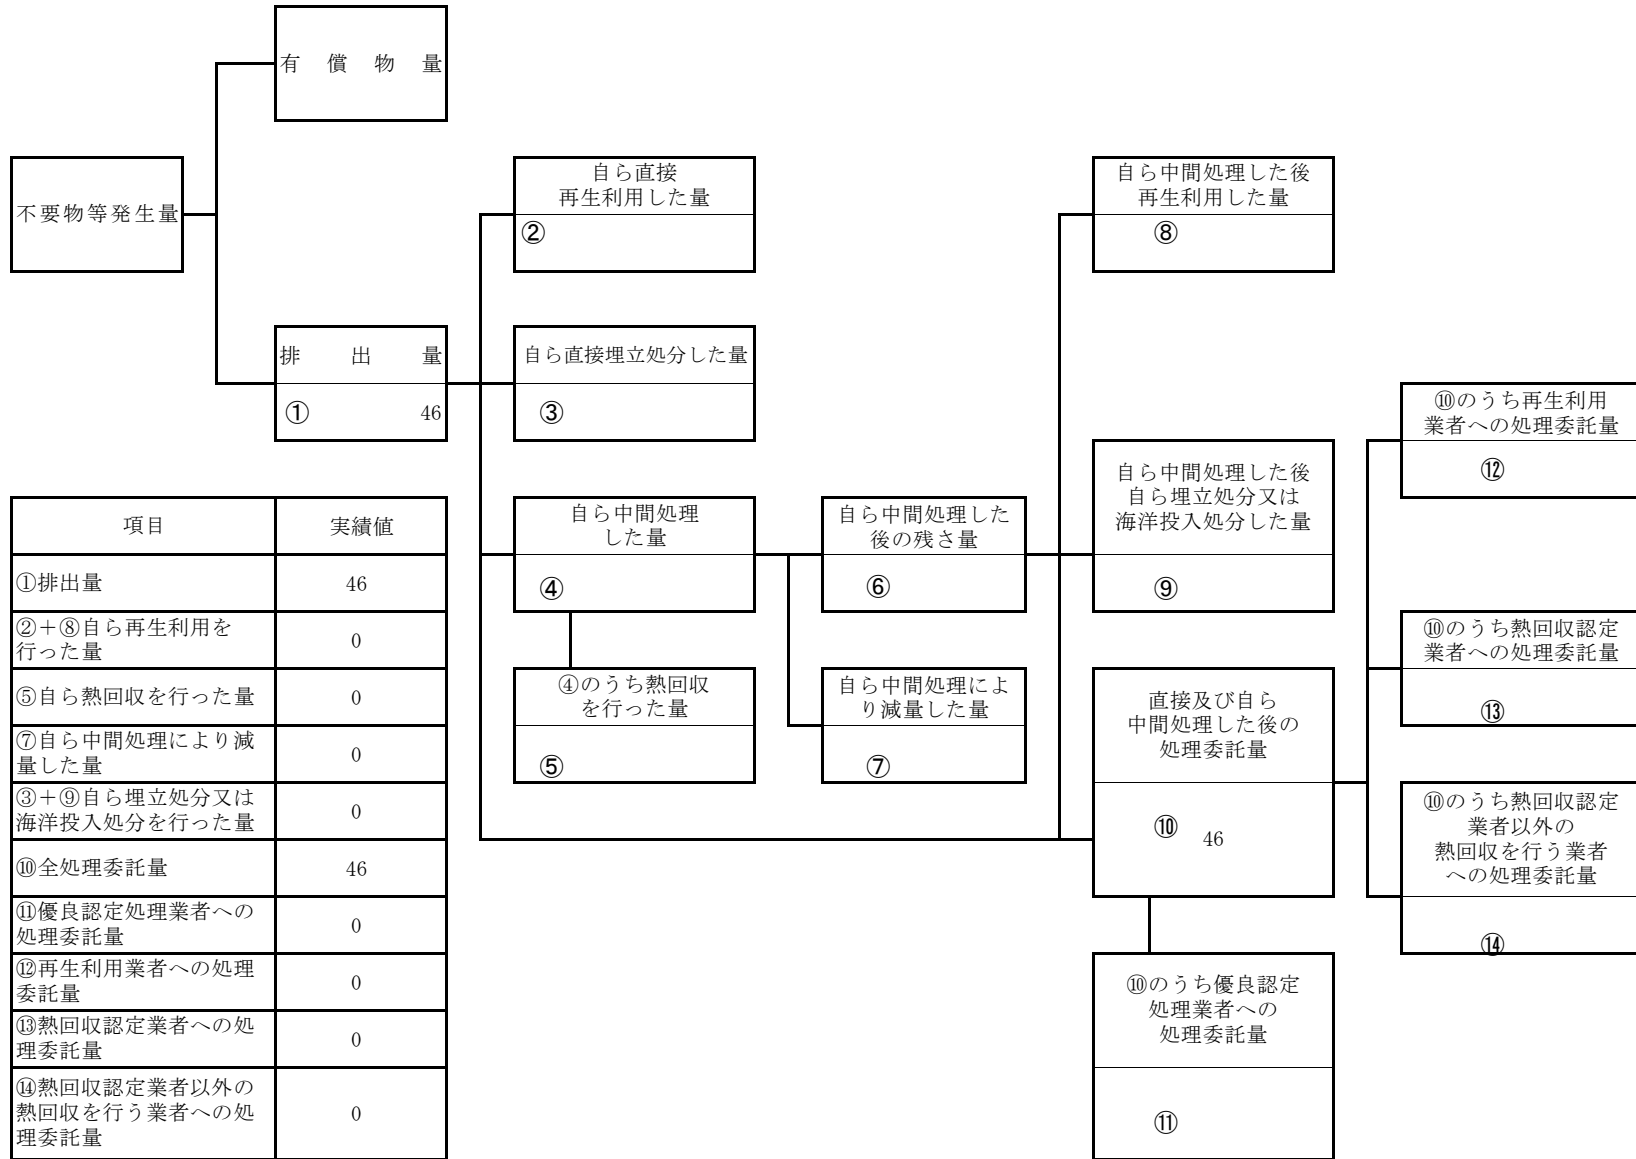 有償物量
不要物等発生量
自ら直接
再生利用した量
②
自ら中間処理した後
再生利用した量
⑧
排出量
① 46
自ら直接埋立処分した量
③
⑩のうち再生利用
業者への処理委託量
⑫
自ら中間処理した後
自ら埋立処分又は
海洋投入処分した量
⑨
自ら中間処理
した量
④
自ら中間処理した
後の残さ量
⑥
⑩のうち熱回収認定
業者への処理委託量
⑬
④のうち熱回収
を行った量
⑤
自ら中間処理によ
り減量した量
⑦
直接及び自ら
中間処理した後の
処理委託量
⑩ 46
⑩のうち熱回収認定
業者以外の
熱回収を行う業者
への処理委託量
⑭
⑩のうち優良認定
処理業者への
処理委託量
⑪
項目 実績値
①排出量 46
②+⑧自ら再生利用を
行った量 0
⑤自ら熱回収を行った量 0
⑦自ら中間処理により減
量した量 0
③+⑨自ら埋立処分又は
海洋投入処分を行った量 0
⑩全処理委託量 46
⑪優良認定処理業者への
処理委託量 0
⑫再生利用業者への処理
委託量 0
⑬熱回収認定業者への処
理委託量 0
⑭熱回収認定業者以外の
熱回収を行う業者への処
理委託量 0